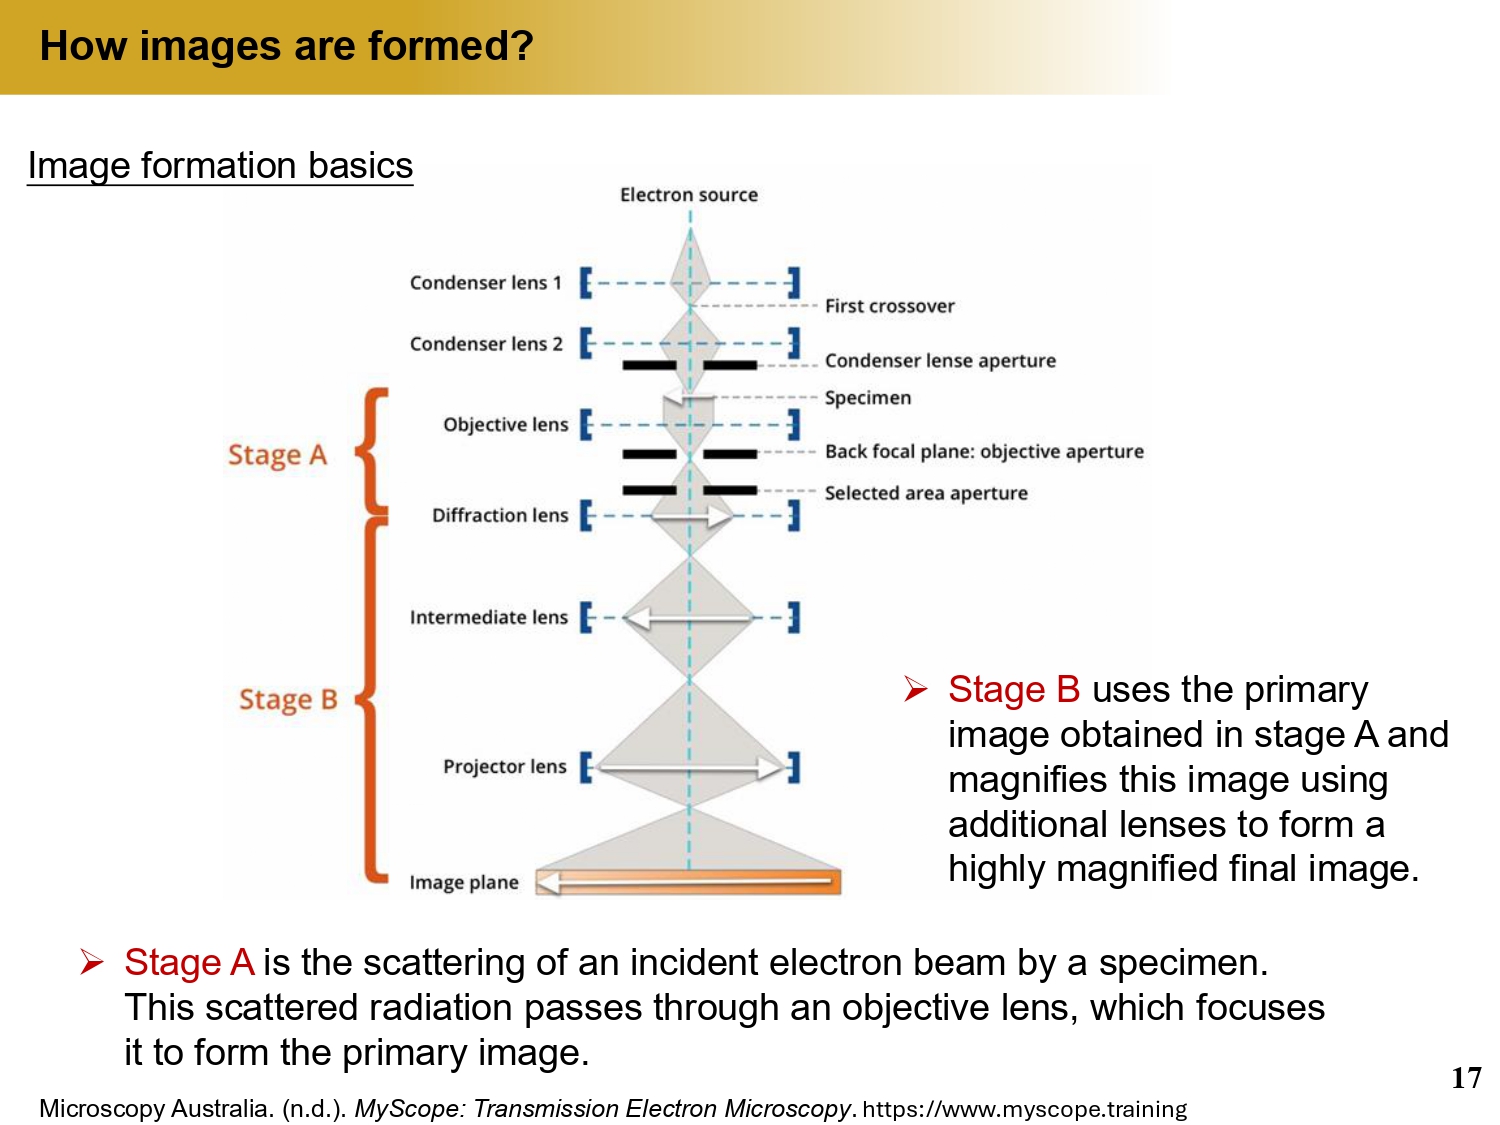 How images are formed?
Image formation basics
Electron source
Condenser lens 1
First crossover
Condenser lens 2
Condenser lense aperture
Specimen
Objective lens
Stage A
Back focal plane: objective aperture
Selected area aperture
Diffraction lens
Intermediate lens
Stage B
Projector lens
Image plane
➢ Stage B uses the primary
image obtained in stage A and
magnifies this image using
additional lenses to form a
highly magnified final image.
➢ Stage A is the scattering of an incident electron beam by a specimen.
This scattered radiation passes through an objective lens, which focuses
it to form the primary image.
17
Microscopy Australia. (n.d.). MyScope: Transmission Electron Microscopy. https://www.myscope.training